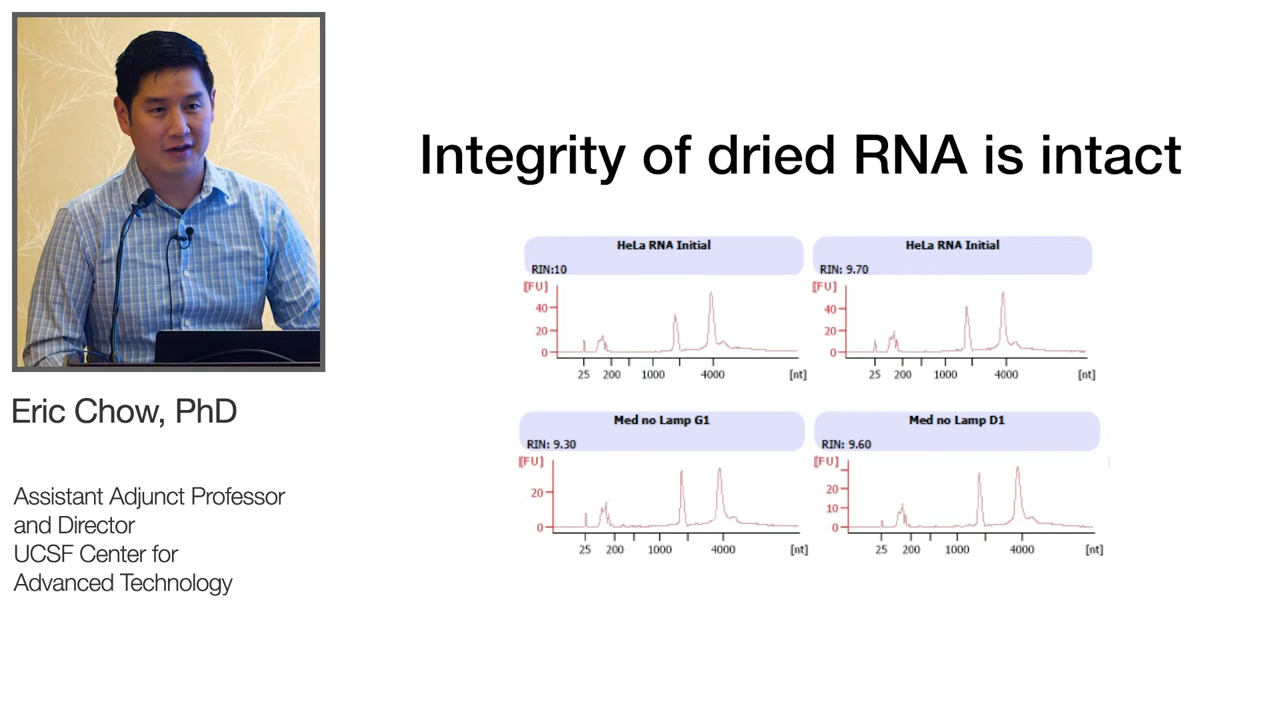 Integrity of dried RNA is intact
HeLa RNA Initial
RIN:10
[FU]
40
20
0
25 200 1000 4000 [nt]
HeLa RNA Initial
RIN: 9.70
[FU]
40
20
0
25 200 1000 4000 [nt]
Med no Lamp G1
RIN: 9.30
[FU]
20
0
25 200 1000 4000 [nt]
Med no Lamp D1
RIN: 9.60
[FU]
20
10
0
25 200 1000 4000 [nt]
Eric Chow, PhD
Assistant Adjunct Professor
and Director
UCSF Center for
Advanced Technology